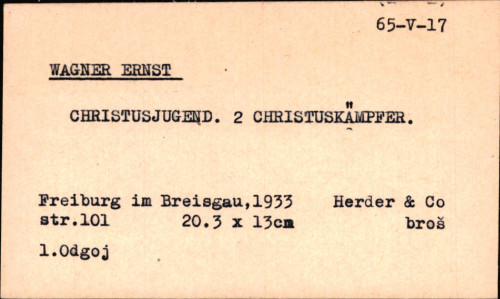 65-V-17
WAGNER ERNST
CHRISTUSJUGEND. 2 CHRISTUSKÄMPFER.
Freiburg im Breisgau,1933 Herder & Co
str.101 20.3 x 13cm broš
1.Odgoj